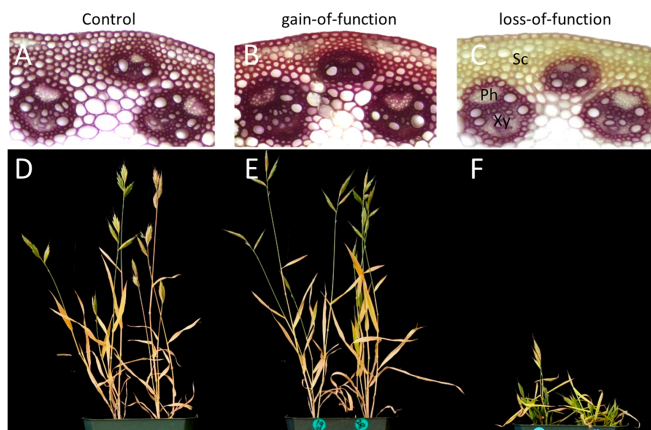 Control gain-of-function loss-of-function
A B C
Sc
Ph
Xy
D E F